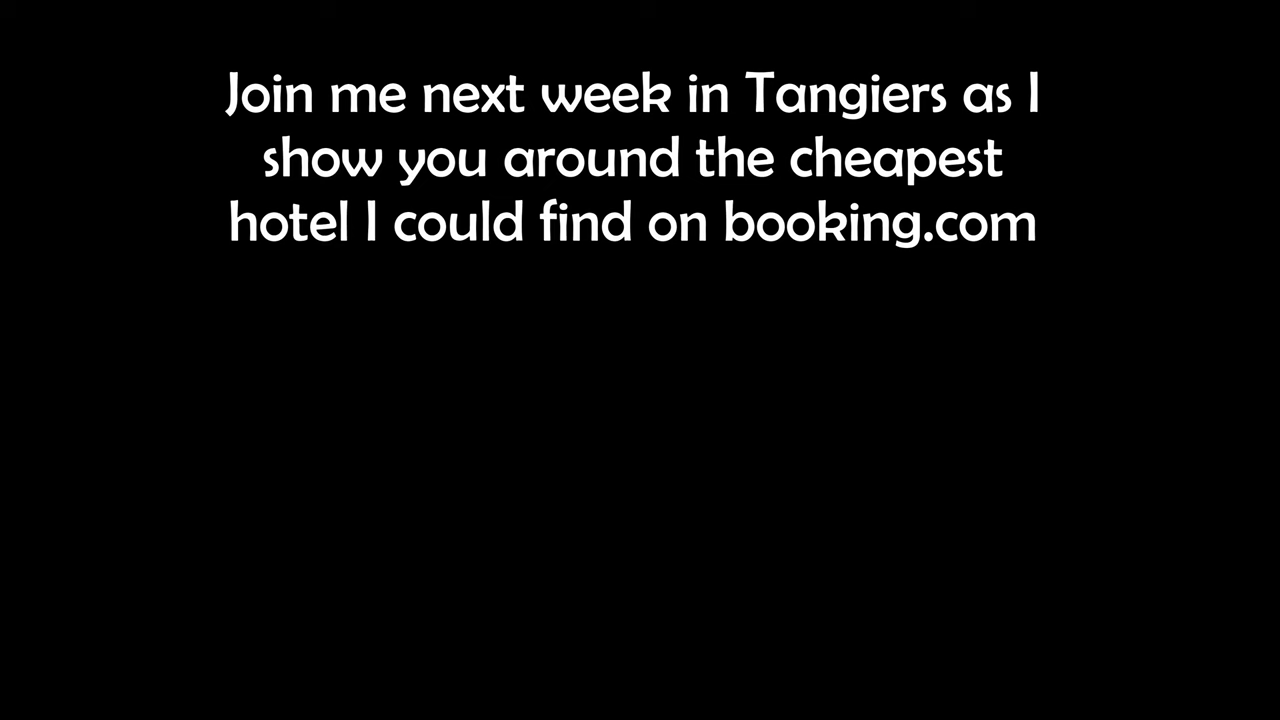 Join me next week in Tangiers as I
show you around the cheapest
hotel I could find on booking.com